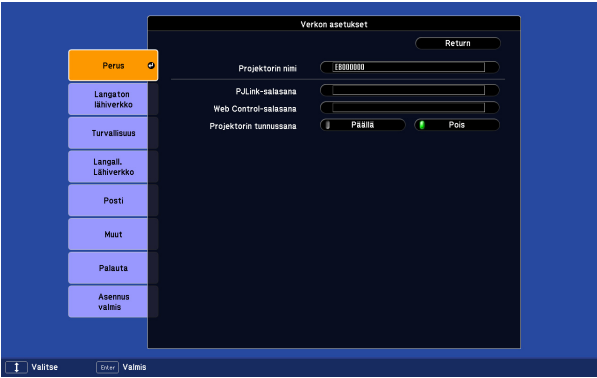 Verkon asetukset
Return
Perus
Langaton
lähiverkko
Turvallisuus
Langall.
Lähiverkko
Posti
Muut
Palauta
Asennus
valmis
Projektorin nimi EB000000
PJLink-salasana
Web Control-salasana
Projektorin tunnussana Päällä Pois
Valitse Enter Valmis